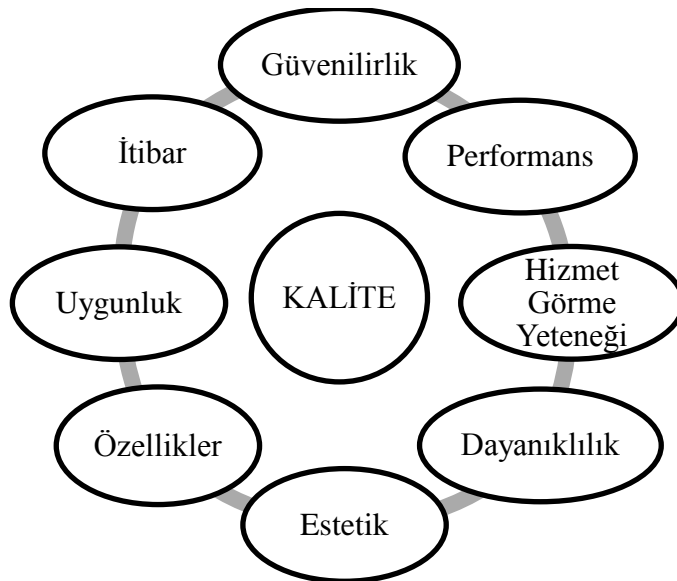 Güvenilirlik
İtibar
Performans
Uygunluk
KALİTE
Hizmet
Görme
Yeteneği
Özellikler
Dayanıklılık
Estetik